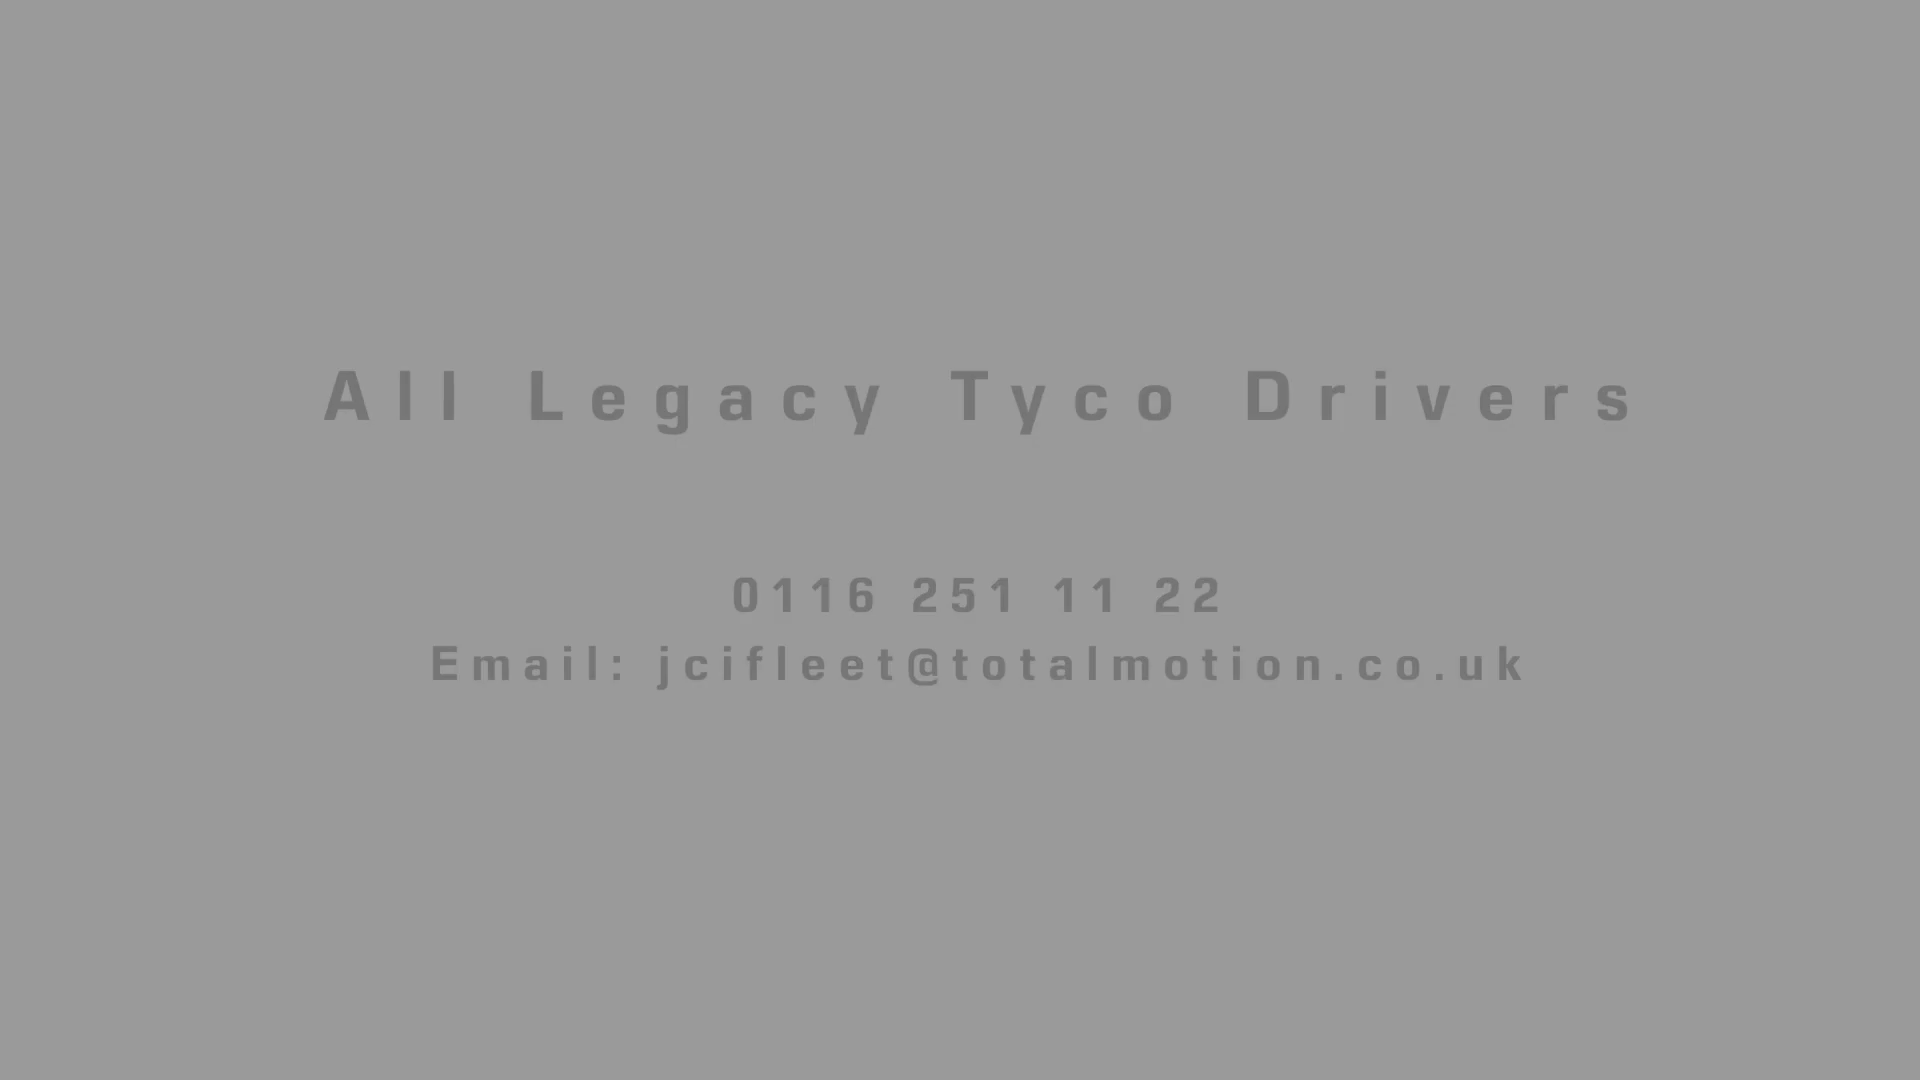 All Legacy Tyco Drivers
0116 251 11 22
Email: jcifleet@totalmotion.co.uk